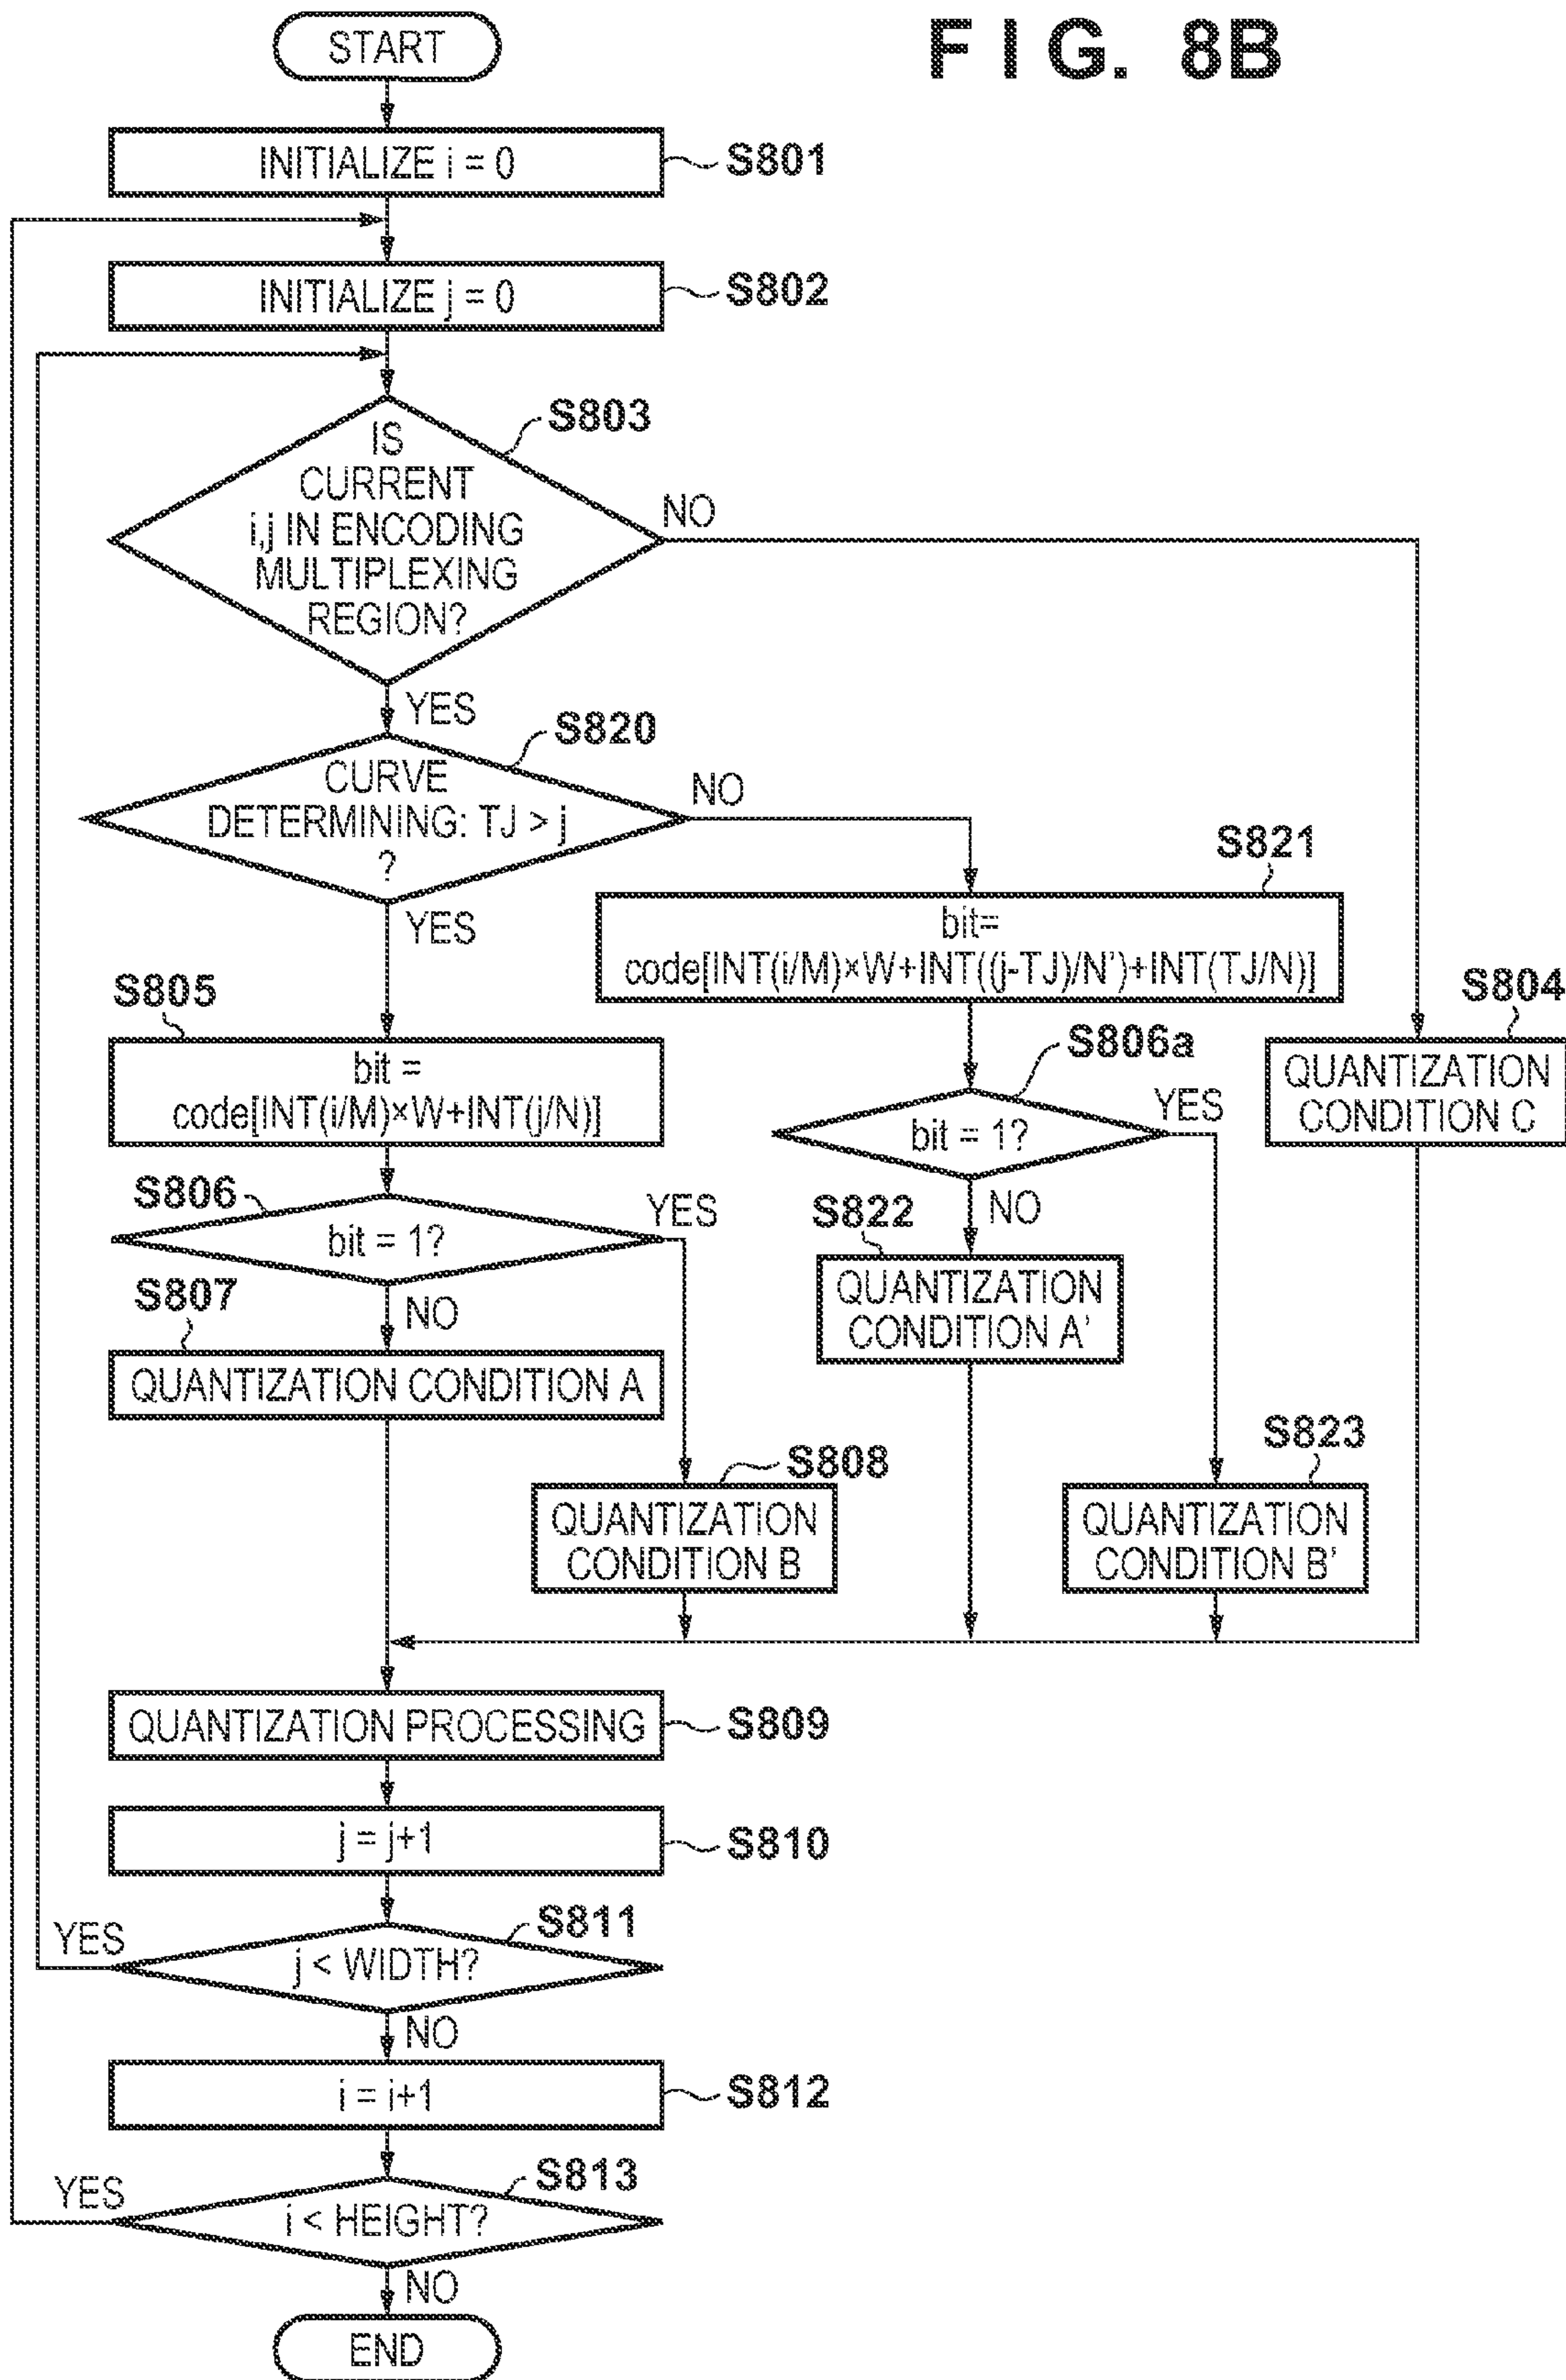 FIG. 8B
START
INITIALIZE i = 0
S801
INITIALIZE j = 0
S802
S803
IS
CURRENT
i,j IN ENCODING
MULTIPLEXING
REGION?
NO
YES
S820
CURVE
DETERMINING: TJ > j
?
NO
YES
S821
bit=
code[INT(i/M)×W+INT((j-TJ)/N')+INT(TJ/N)]
S804
QUANTIZATION
CONDITION C
S805
bit =
code[INT(i/M)×W+INT(j/N)]
S806a
bit = 1?
YES
NO
S806
bit = 1?
YES
NO
S822
QUANTIZATION
CONDITION A'
S807
QUANTIZATION CONDITION A
S808
QUANTIZATION
CONDITION B
S823
QUANTIZATION
CONDITION B'
QUANTIZATION PROCESSING
S809
j = j+1
S810
S811
j < WIDTH?
YES
NO
i = i+1
S812
S813
i < HEIGHT?
YES
NO
END